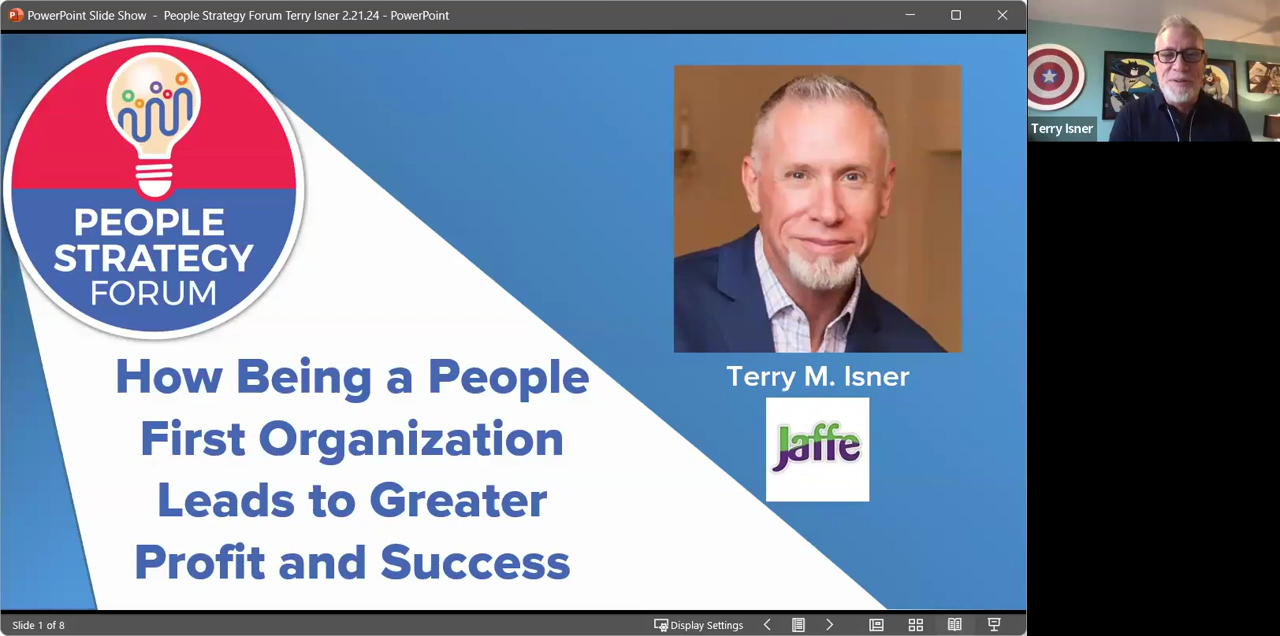 PowerPoint Slide Show - People Strategy Forum Terry Isner 2.21.24 - PowerPoint
PEOPLE
STRATEGY
FORUM
How Being a People
First Organization
Leads to Greater
Profit and Success
Terry M. Isner
Jaffe
Terry Isner
Slide 1 of 8
Display Settings